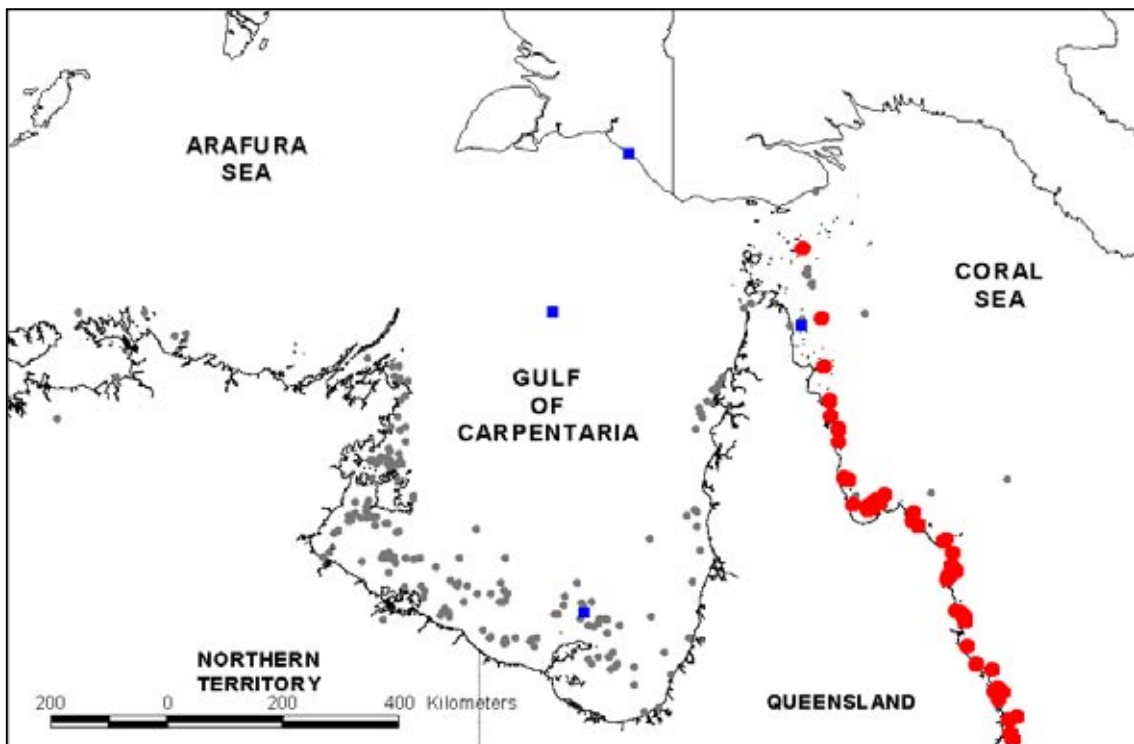 ARAFURA
SEA
CORAL
SEA
GULF
OF
CARPENTARIA
NORTHERN
TERRITORY
QUEENSLAND
200 0 200 400 Kilometers